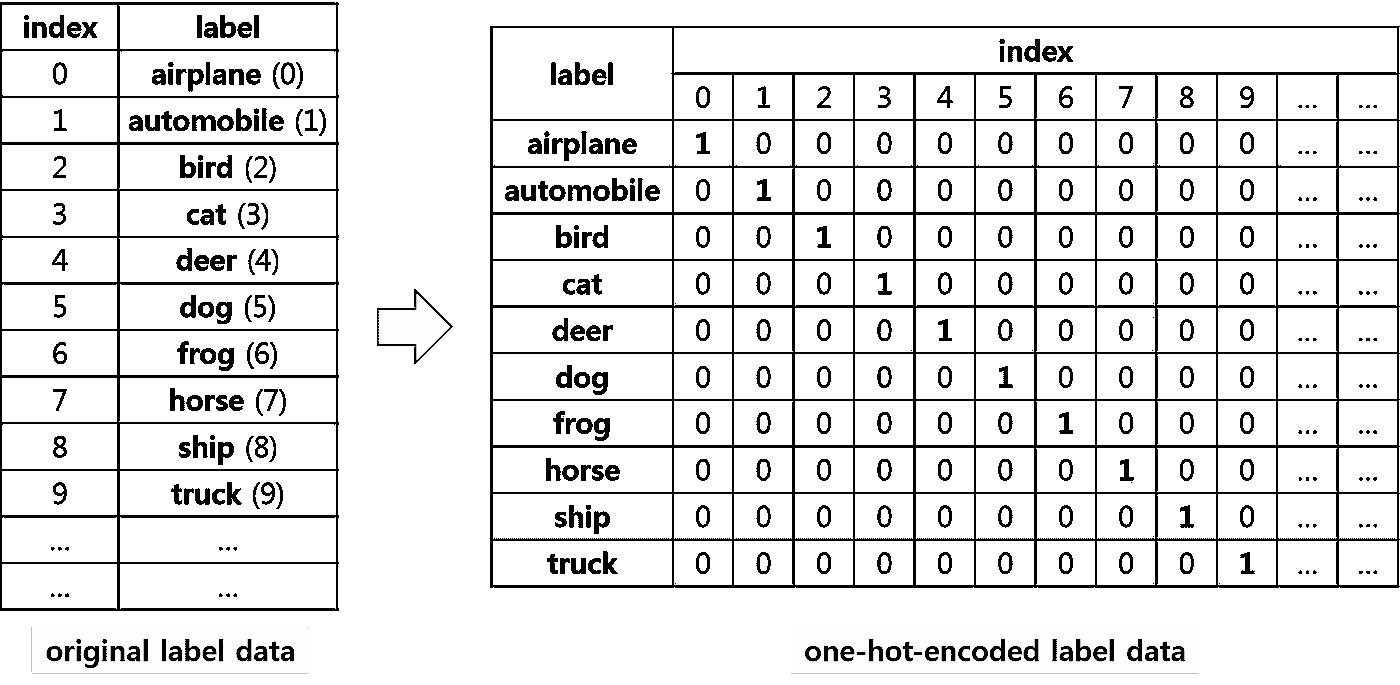 index label
0 airplane (0)
1 automobile (1)
2 bird (2)
3 cat (3)
4 deer (4)
5 dog (5)
6 frog (6)
7 horse (7)
8 ship (8)
9 truck (9)
... ...
... ...
original label data
label index
0 1 2 3 4 5 6 7 8 9 ... ...
airplane 1 0 0 0 0 0 0 0 0 0 ... ...
automobile 0 1 0 0 0 0 0 0 0 0 ... ...
bird 0 0 1 0 0 0 0 0 0 0 ... ...
cat 0 0 0 1 0 0 0 0 0 0 ... ...
deer 0 0 0 0 1 0 0 0 0 0 ... ...
dog 0 0 0 0 0 1 0 0 0 0 ... ...
frog 0 0 0 0 0 0 1 0 0 0 ... ...
horse 0 0 0 0 0 0 0 1 0 0 ... ...
ship 0 0 0 0 0 0 0 0 1 0 ... ...
truck 0 0 0 0 0 0 0 0 0 1 ... ...
one-hot-encoded label data